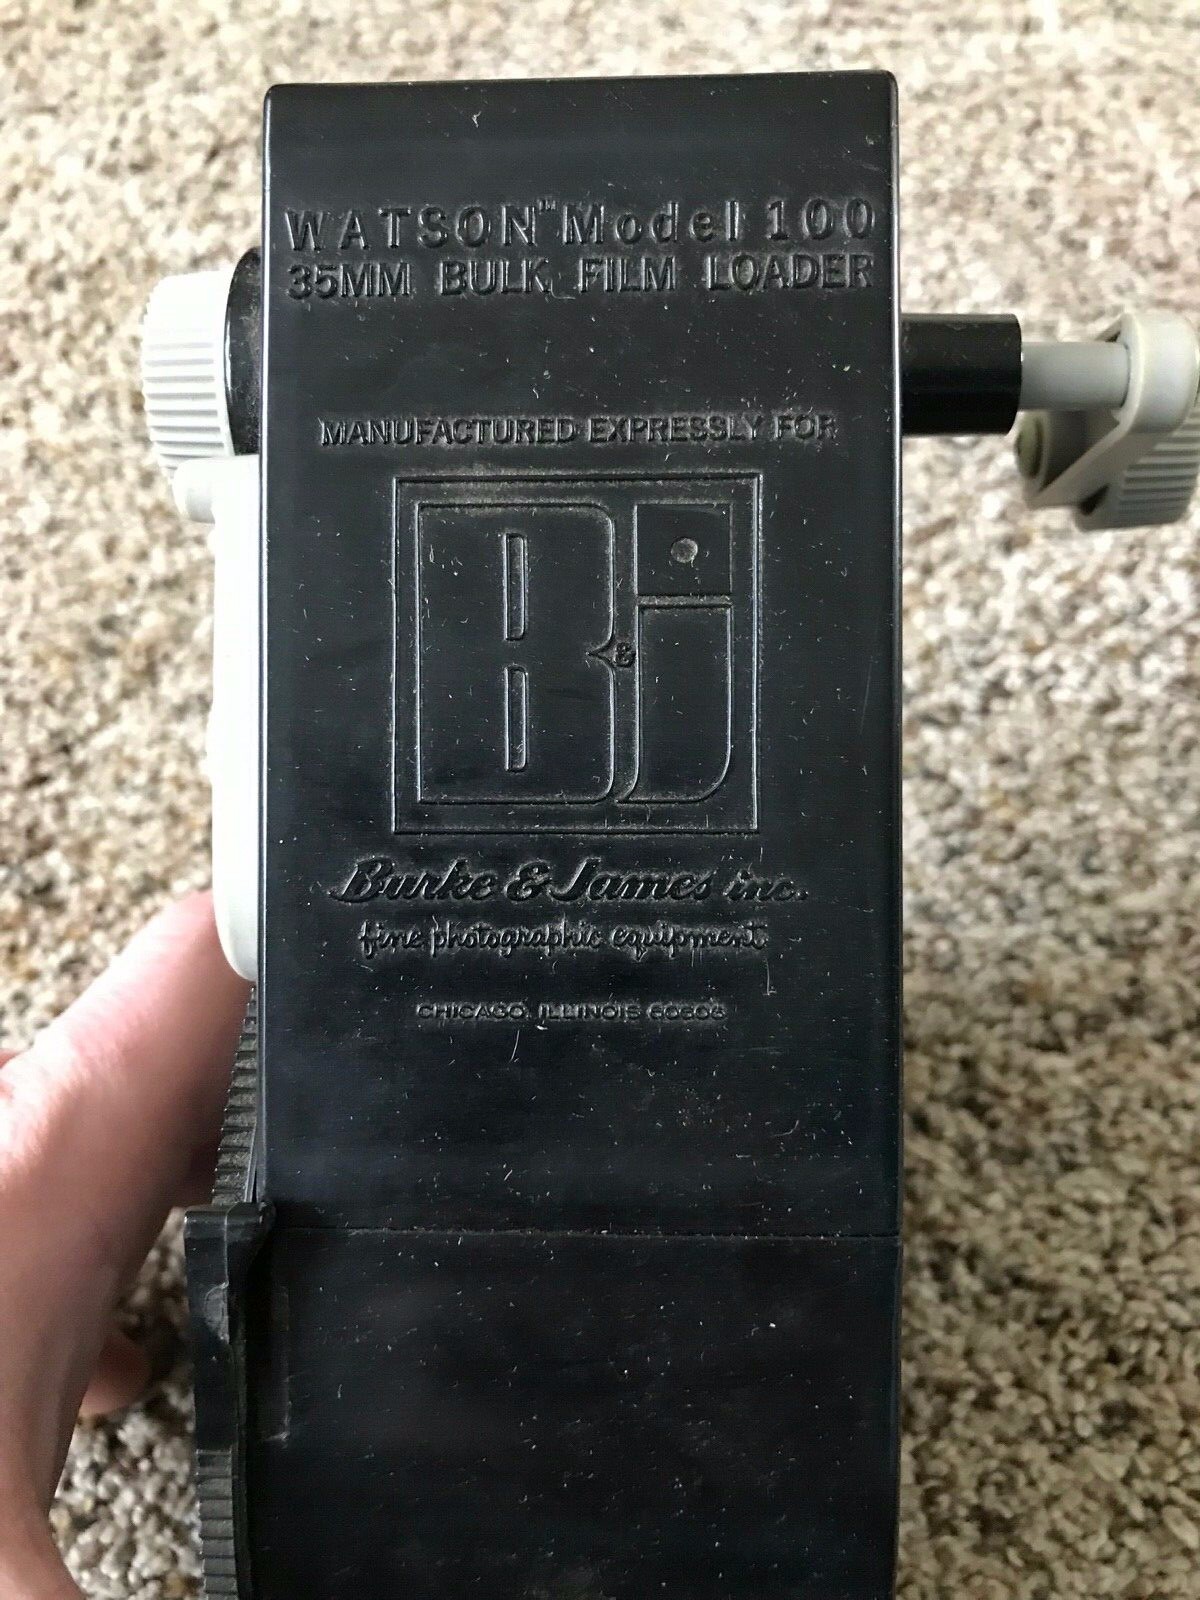 WATSON™ Model 100
35MM BULK FILM LOADER
MANUFACTURED EXPRESSLY FOR
B&J
Burke & James inc.
fine photographic equipment
CHICAGO, ILLINOIS